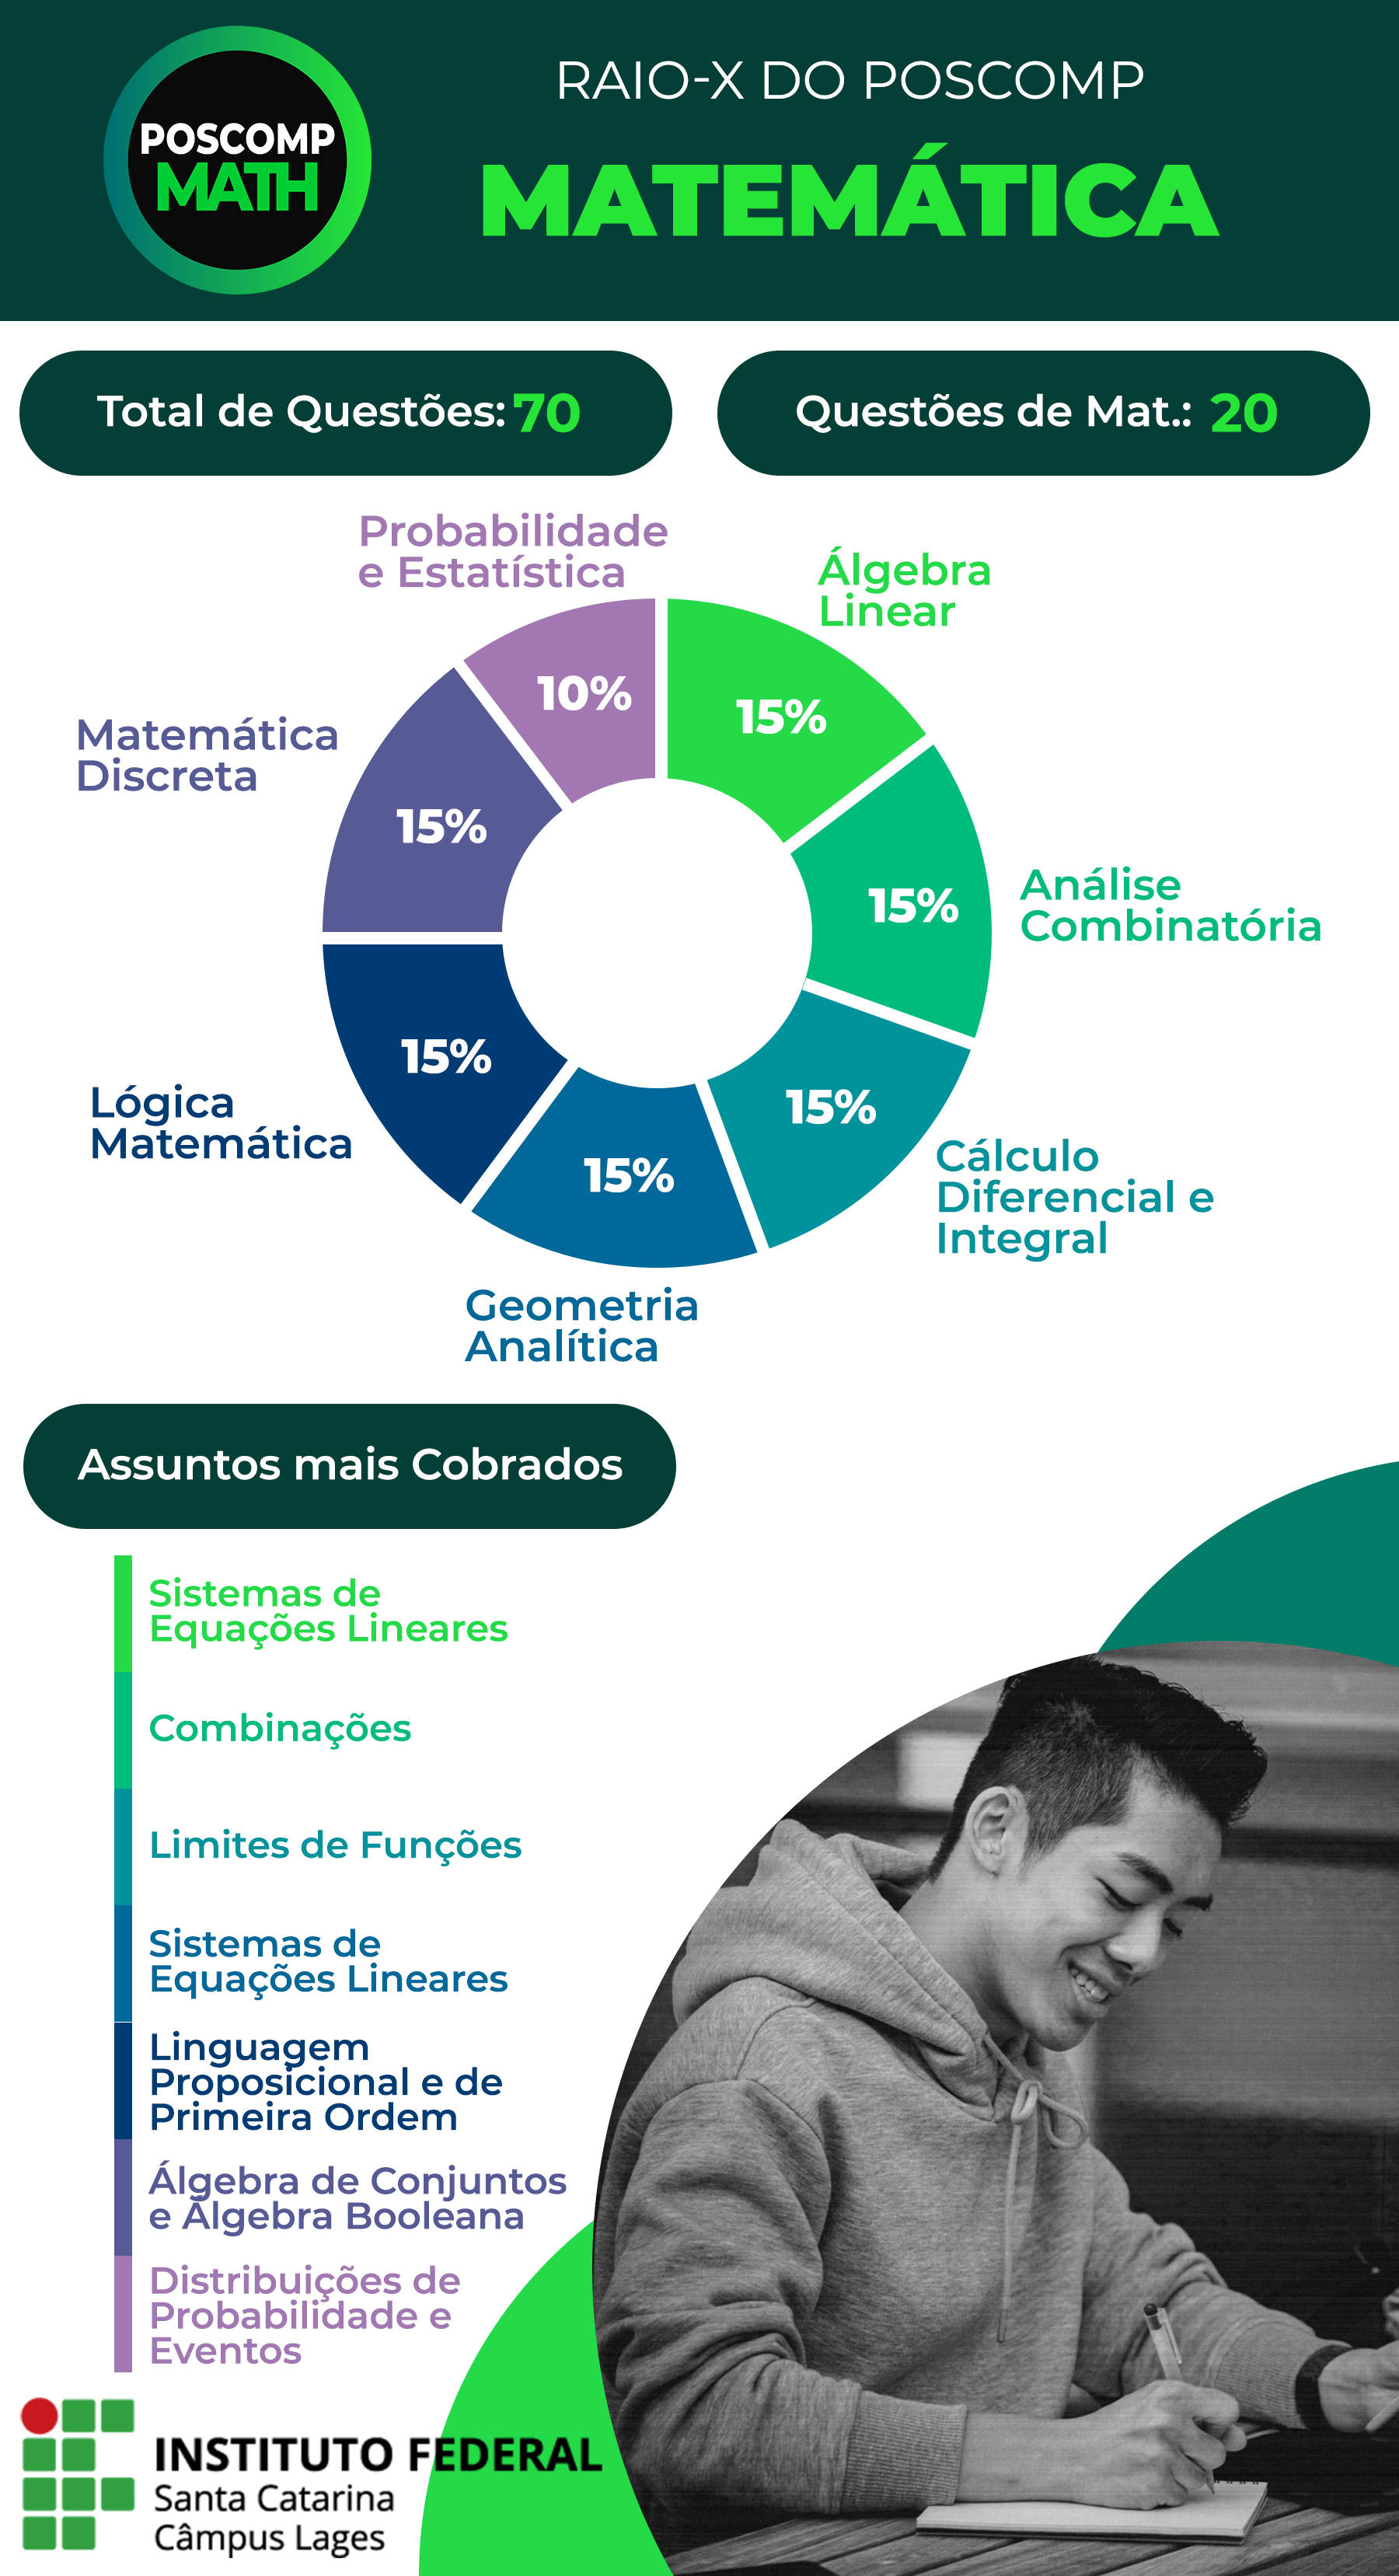 POSCOMP
MATH
RAIO-X DO POSCOMP
MATEMÁTICA
Total de Questões: 70
Questões de Mat.: 20
Probabilidade
e Estatística
Álgebra
Linear
10%
15%
Matemática
Discreta
15%
15%
Análise
Combinatória
15%
15%
Lógica
Matemática
15%
Cálculo
Diferencial e
Integral
Geometria
Analítica
Assuntos mais Cobrados
Sistemas de
Equações Lineares
Combinações
Limites de Funções
Sistemas de
Equações Lineares
Linguagem
Proposicional e de
Primeira Ordem
Álgebra de Conjuntos
e Álgebra Booleana
Distribuições de
Probabilidade e
Eventos
INSTITUTO FEDERAL
Santa Catarina
Câmpus Lages